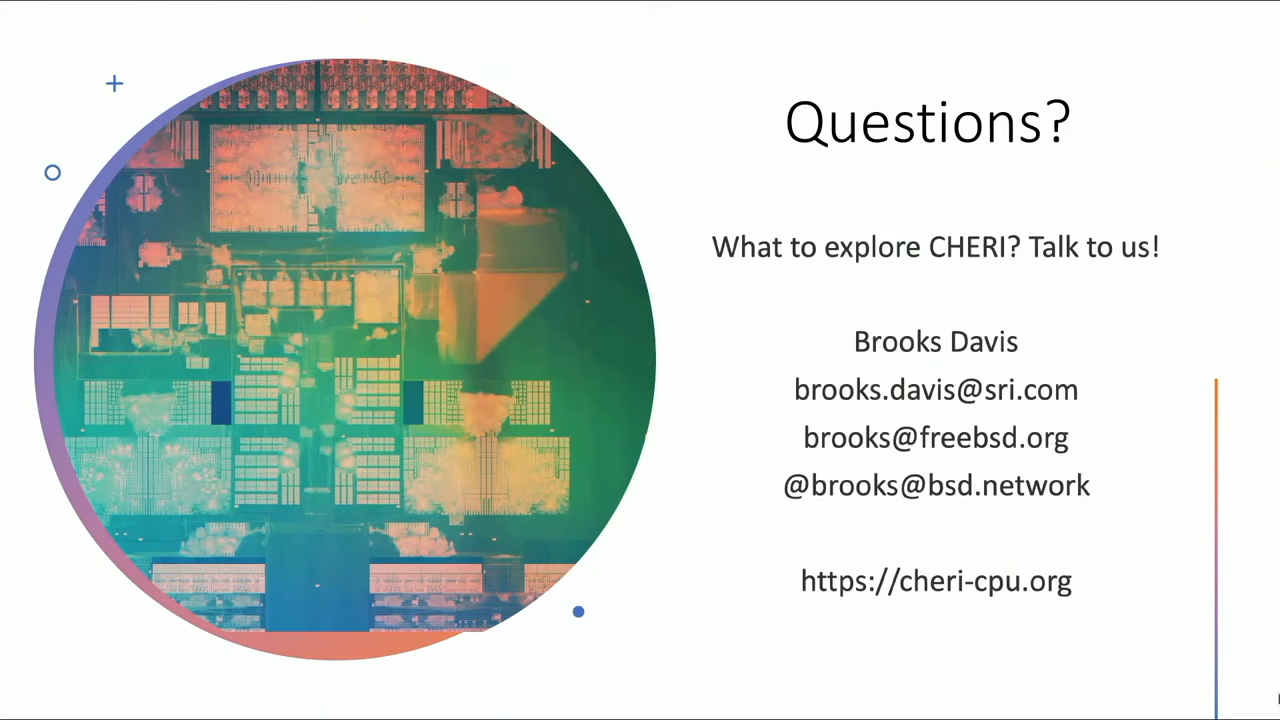 Questions?
What to explore CHERI? Talk to us!
Brooks Davis
brooks.davis@sri.com
brooks@freebsd.org
@brooks@bsd.network
https://cheri-cpu.org